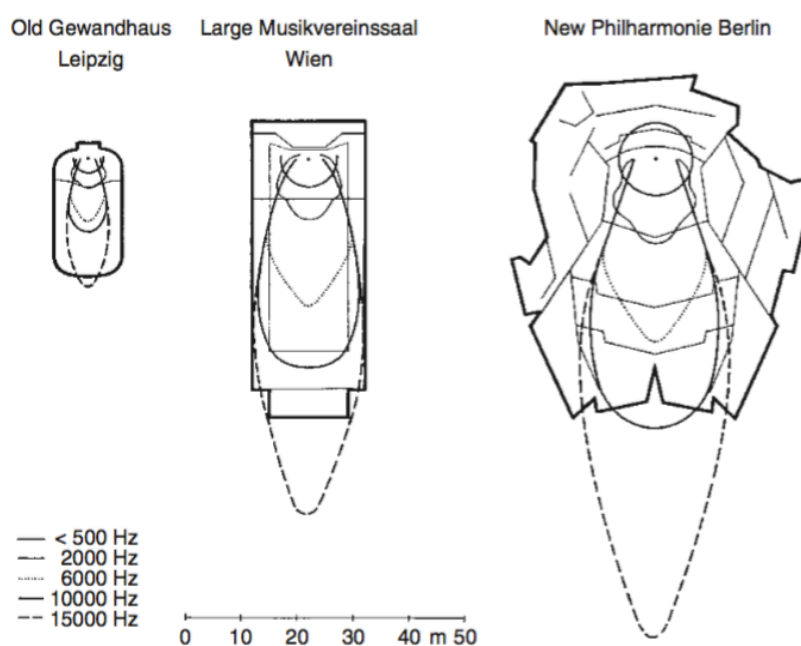 Old Gewandhaus
Leipzig
Large Musikvereinssaal
Wien
New Philharmonie Berlin
< 500 Hz
2000 Hz
6000 Hz
10000 Hz
15000 Hz
0 10 20 30 40 m 50